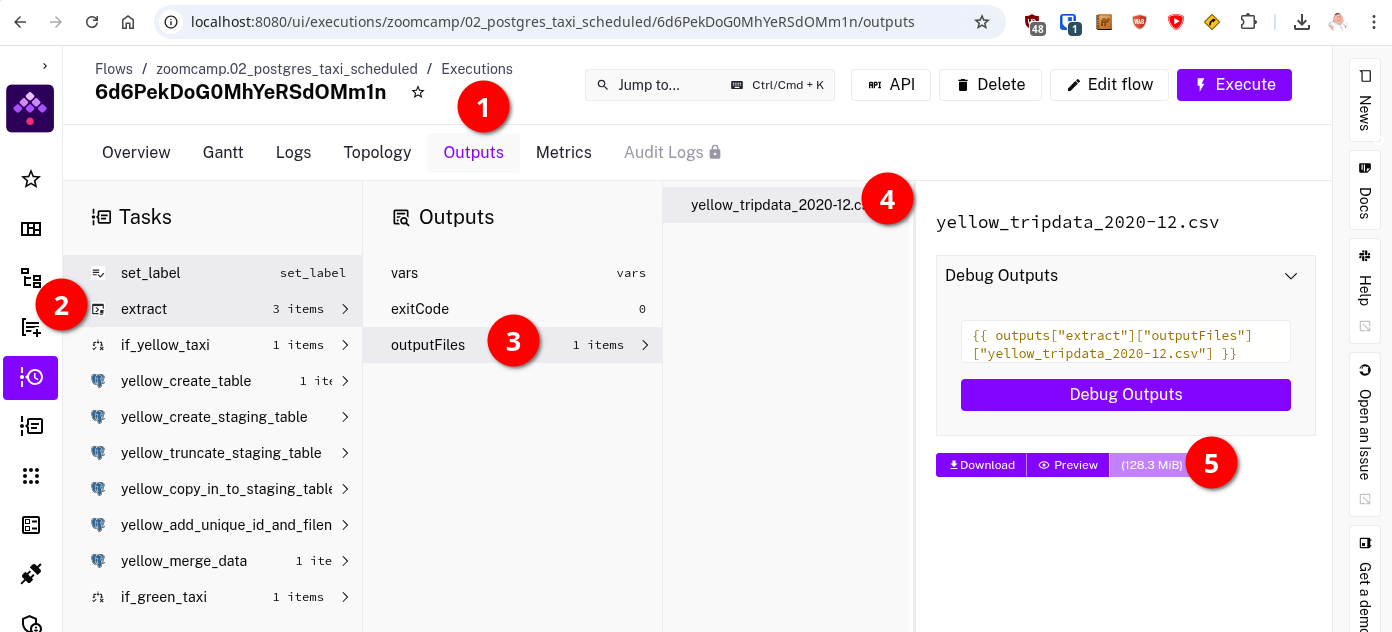 localhost:8080/ui/executions/zoomcamp/02_postgres_taxi_scheduled/6d6PekDoG0MhYeRSdOMm1n/outputs
48
1
Flows / zoomcamp.02_postgres_taxi_scheduled / Executions
6d6PekDoG0MhYeRSdOMm1n
1
Jump to... Ctrl/Cmd + K
API API
Delete
Edit flow
Execute
Overview Gantt Logs Topology Outputs Metrics Audit Logs
Tasks
set_label set_label
2
extract 3 items
if_yellow_taxi 1 items
yellow_create_table 1 ite
yellow_create_staging_table
yellow_truncate_staging_table
yellow_copy_in_to_staging_table
yellow_add_unique_id_and_filen
yellow_merge_data 1 ite
if_green_taxi 1 items
Outputs
vars vars
exitCode 0
outputFiles 3 1 items
yellow_tripdata_2020-12.cs
4
yellow_tripdata_2020-12.csv
Debug Outputs
{{ outputs["extract"]["outputFiles"]
["yellow_tripdata_2020-12.csv"] }}
Debug Outputs
Download Preview (128.3 MiB)
5
News
Docs
Help
Open an Issue
Get a demo